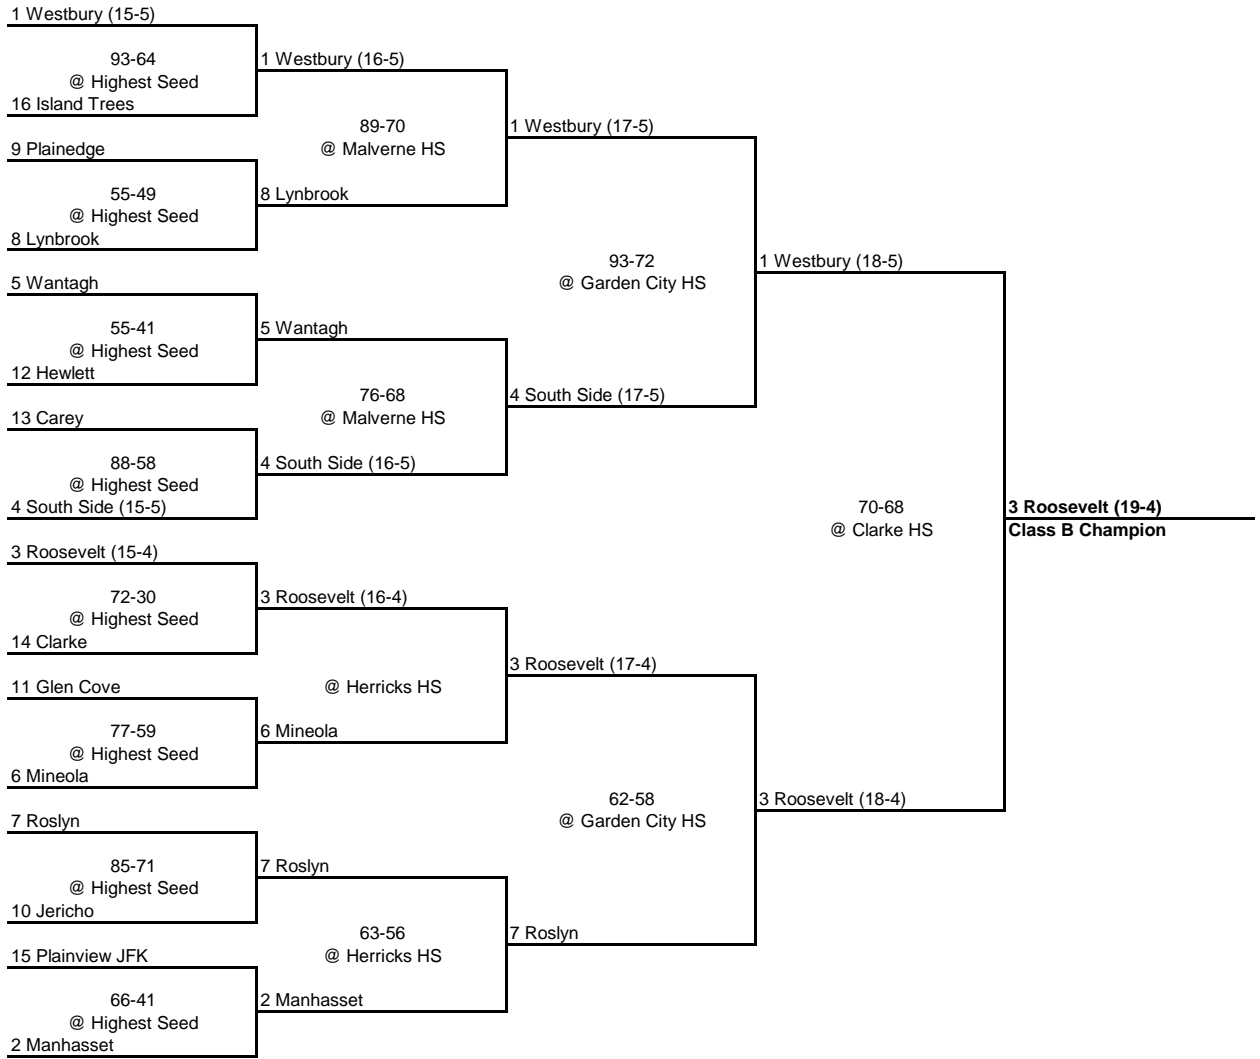 1 Westbury (15-5)
93-64
@ Highest Seed
16 Island Trees
9 Plainedge
55-49
@ Highest Seed
8 Lynbrook
5 Wantagh
55-41
@ Highest Seed
12 Hewlett
13 Carey
88-58
@ Highest Seed
4 South Side (15-5)
3 Roosevelt (15-4)
72-30
@ Highest Seed
14 Clarke
11 Glen Cove
77-59
@ Highest Seed
6 Mineola
7 Roslyn
85-71
@ Highest Seed
10 Jericho
15 Plainview JFK
66-41
@ Highest Seed
2 Manhasset
1 Westbury (16-5)
89-70
@ Malverne HS
8 Lynbrook
5 Wantagh
76-68
@ Malverne HS
4 South Side (16-5)
3 Roosevelt (16-4)
@ Herricks HS
6 Mineola
7 Roslyn
63-56
@ Herricks HS
2 Manhasset
1 Westbury (17-5)
93-72
@ Garden City HS
4 South Side (17-5)
3 Roosevelt (17-4)
62-58
@ Garden City HS
7 Roslyn
1 Westbury (18-5)
70-68
@ Clarke HS
3 Roosevelt (18-4)
3 Roosevelt (19-4)
Class B Champion